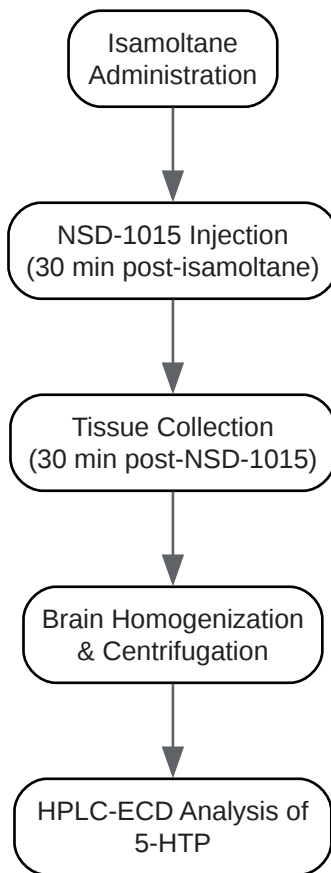 Isamoltane
Administration
NSD-1015 Injection
(30 min post-isamoltane)
Tissue Collection
(30 min post-NSD-1015)
Brain Homogenization
& Centrifugation
HPLC-ECD Analysis of
5-HTP